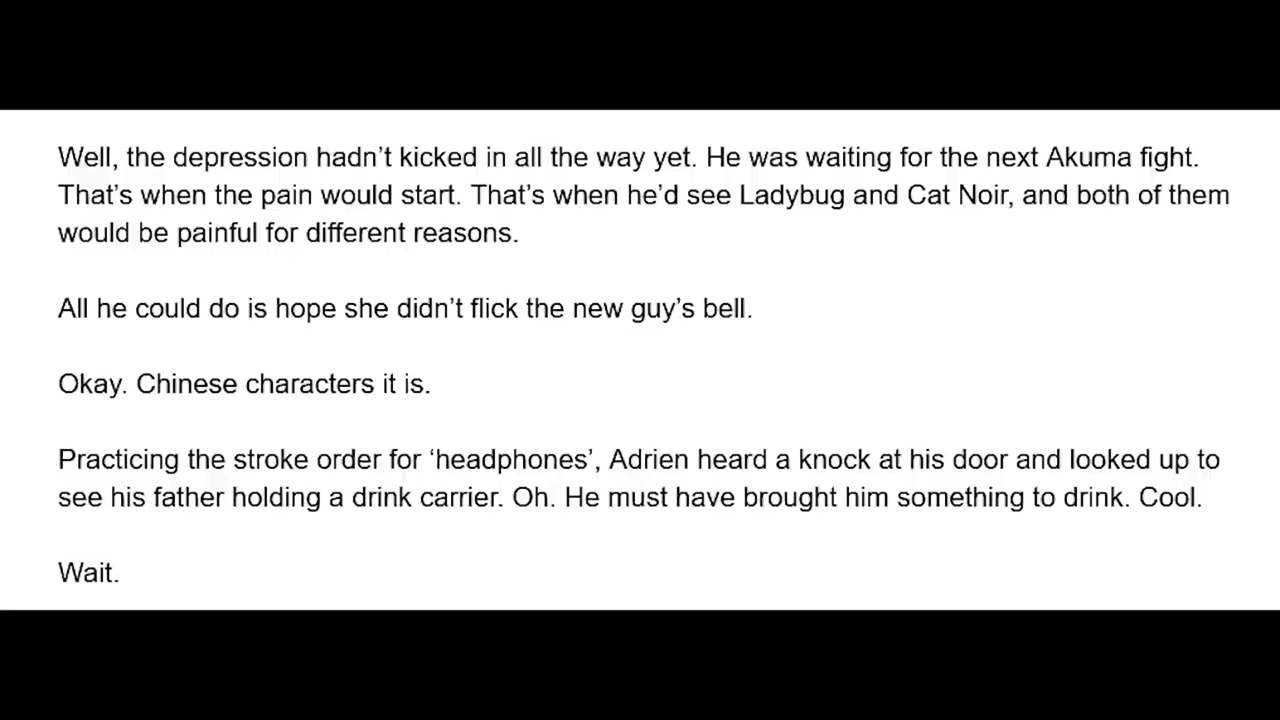 Well, the depression hadn’t kicked in all the way yet. He was waiting for the next Akuma fight.
That’s when the pain would start. That’s when he’d see Ladybug and Cat Noir, and both of them
would be painful for different reasons.
All he could do is hope she didn’t flick the new guy’s bell.
Okay. Chinese characters it is.
Practicing the stroke order for ‘headphones’, Adrien heard a knock at his door and looked up to
see his father holding a drink carrier. Oh. He must have brought him something to drink. Cool.
Wait.